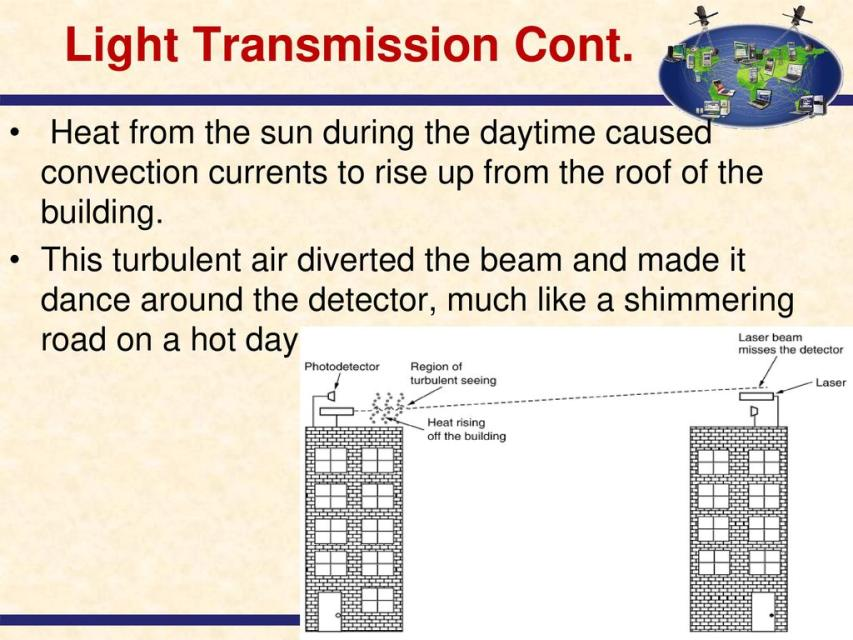 Light Transmission Cont.
• Heat from the sun during the daytime caused
convection currents to rise up from the roof of the
building.
• This turbulent air diverted the beam and made it
dance around the detector, much like a shimmering
road on a hot day
Laser beam
misses the detector
Photodetector
Region of
turbulent seeing
Laser
Heat rising
off the building